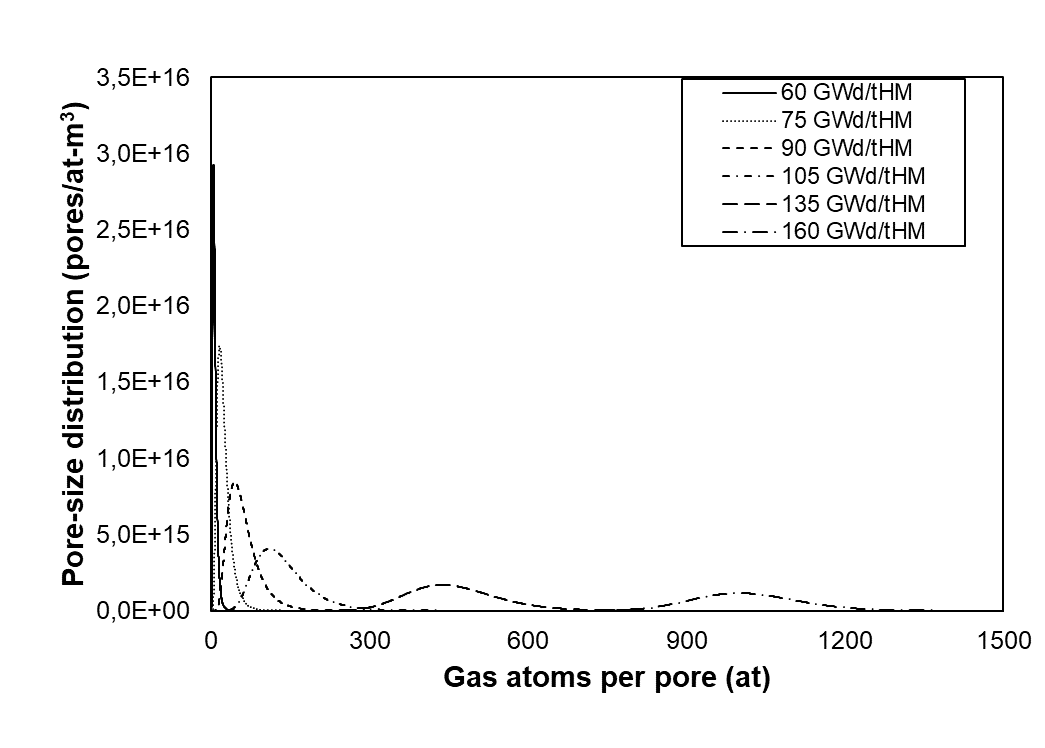 3,5E+16
3,0E+16
2,5E+16
2,0E+16
1,5E+16
1,0E+16
5,0E+15
0,0E+00
Pore-size distribution (pores/at-m³)
60 GWd/tHM
75 GWd/tHM
90 GWd/tHM
105 GWd/tHM
135 GWd/tHM
160 GWd/tHM
0 300 600 900 1200 1500
Gas atoms per pore (at)